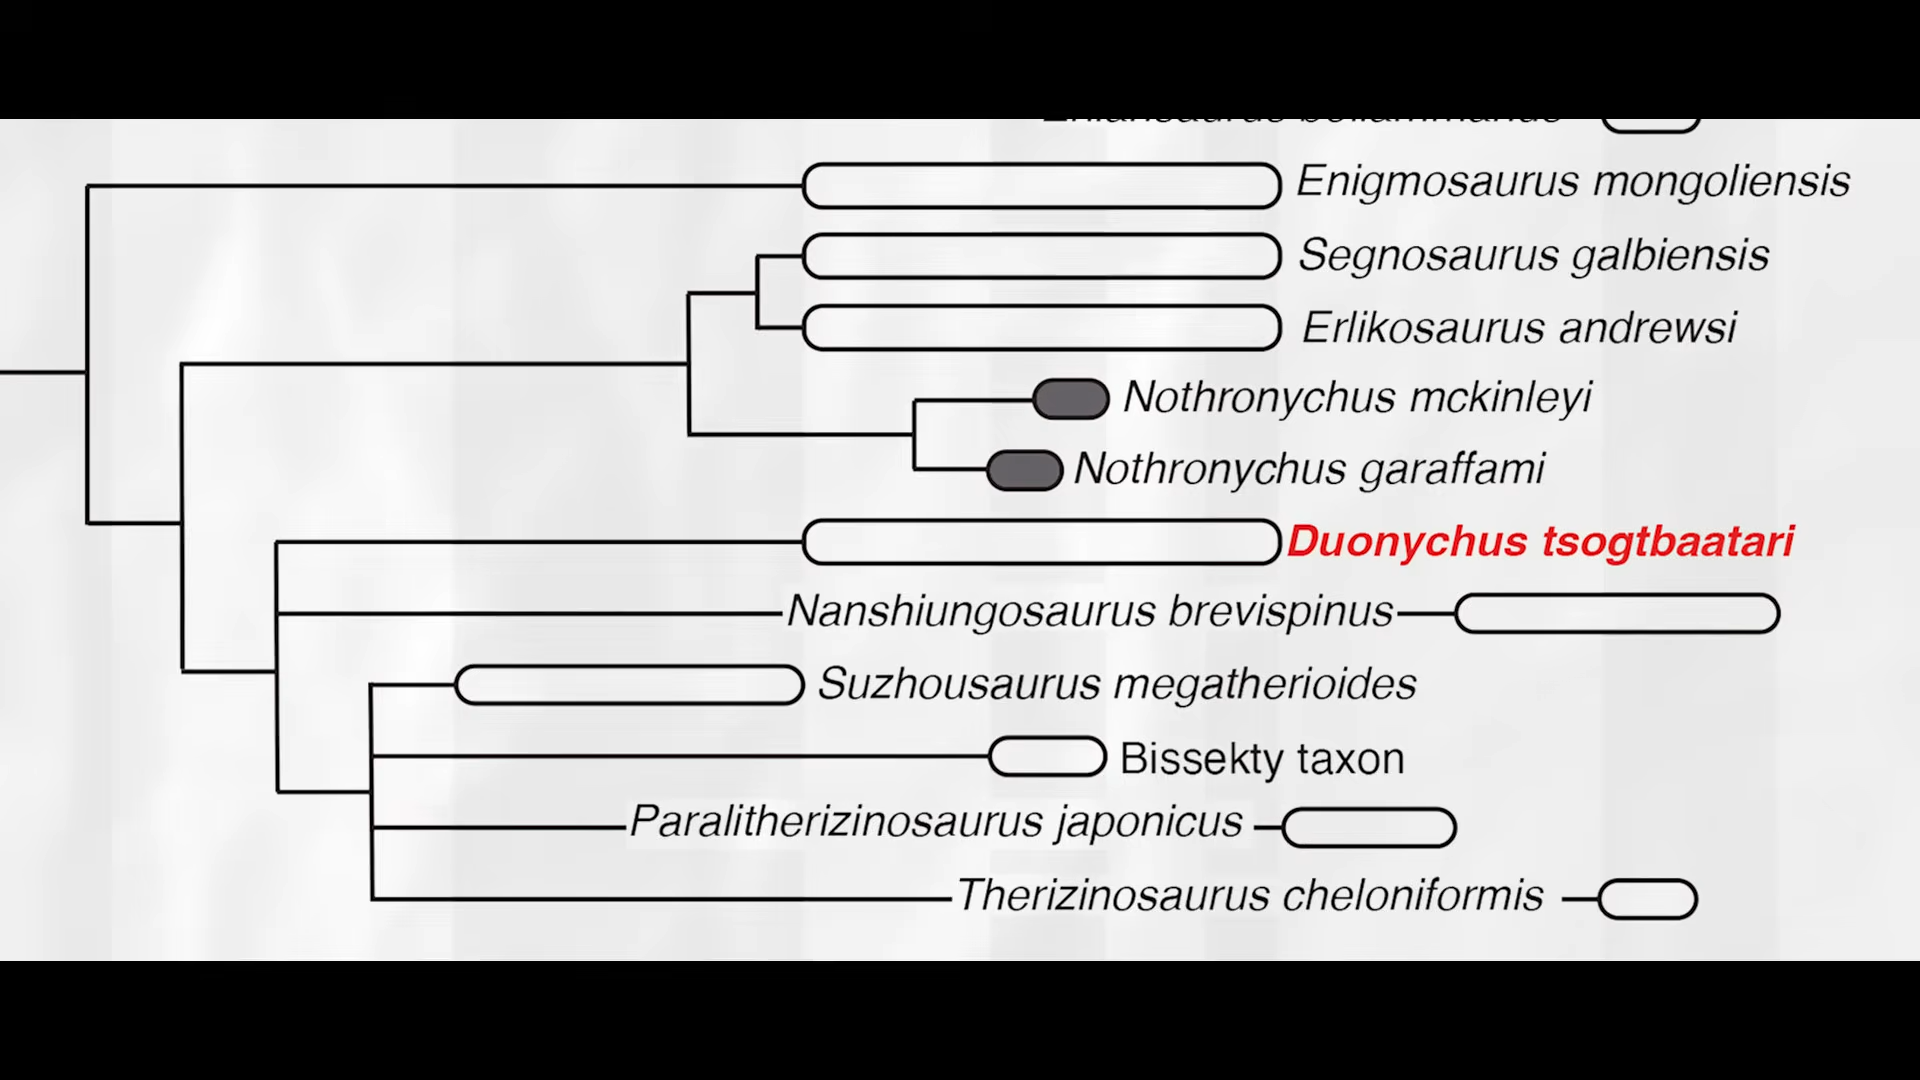 Enigmosaurus mongoliensis
Segnosaurus galbiensis
Erlikosaurus andrewsi
Nothronychus mckinleyi
Nothronychus garaffami
Duonychus tsogtbaatari
Nanshiungosaurus brevispinus
Suzhousaurus megatherioides
Bissekty taxon
Paralitherizinosaurus japonicus
Therizinosaurus cheloniformis